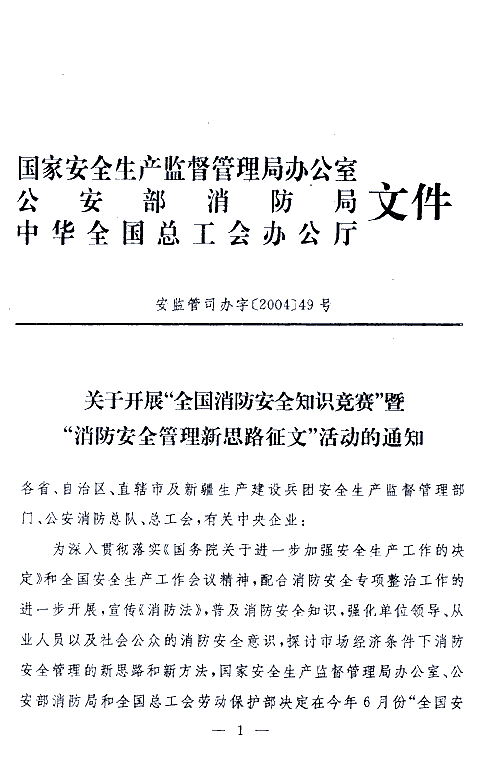 国家安全生产监督管理局办公室
公安部消防局 文件
中华全国总工会办公厅
安监管司办字〔2004〕49号
关于开展“全国消防安全知识竞赛”暨
“消防安全管理新思路征文”活动的通知
各省、自治区、直辖市及新疆生产建设兵团安全生产监督管理部
门、公安消防总队、总工会,有关中央企业:
为深入贯彻落实《国务院关于进一步加强安全生产工作的决
定》和全国安全生产工作会议精神,配合消防安全专项整治工作的
进一步开展,宣传《消防法》,普及消防安全知识,强化单位领导、从
业人员以及社会公众的消防安全意识,探讨市场经济条件下消防
安全管理的新思路和新方法,国家安全生产监督管理局办公室、公
安部消防局和全国总工会劳动保护部决定在今年6月份“全国安
— 1 —